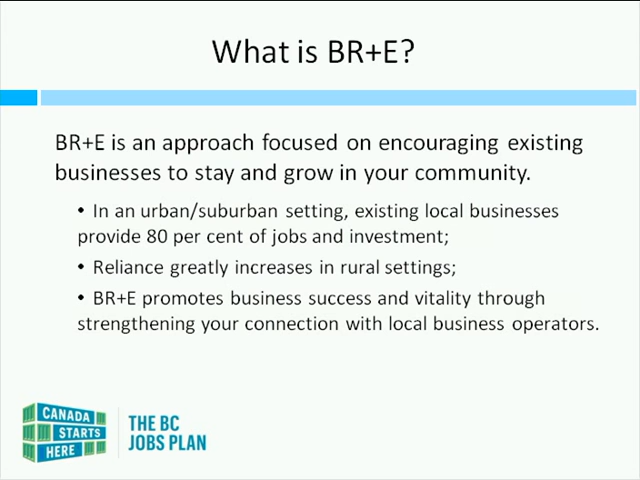 What is BR+E?
BR+E is an approach focused on encouraging existing
businesses to stay and grow in your community.
• In an urban/suburban setting, existing local businesses
provide 80 per cent of jobs and investment;
• Reliance greatly increases in rural settings;
• BR+E promotes business success and vitality through
strengthening your connection with local business operators.
CANADA
STARTS
HERE
THE BC
JOBS PLAN